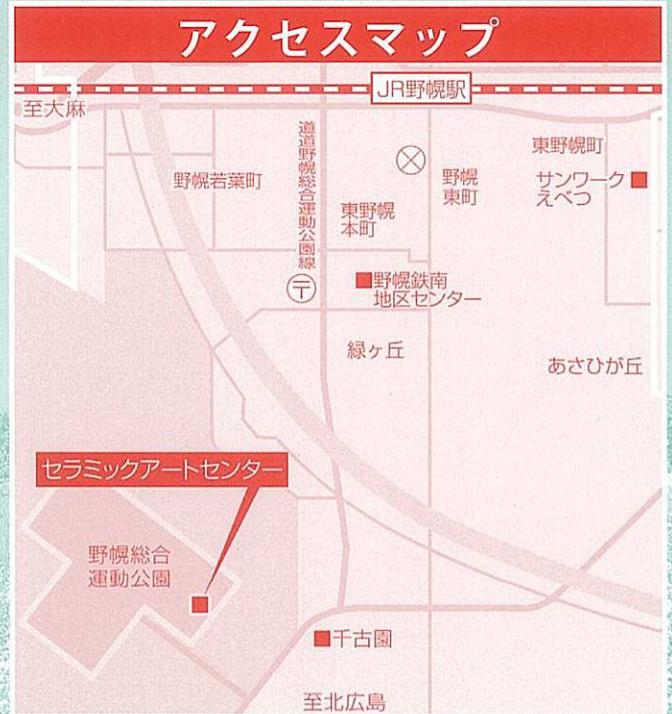 アクセスマップ
JR野幌駅
至大麻
道道野幌総合運動公園線
野幌若葉町
東野幌
本町
野幌
東町
東野幌町
サンワーク
えべつ
〒
野幌鉄南
地区センター
緑ヶ丘
あさひが丘
セラミックアートセンター
野幌総合
運動公園
千古園
至北広島